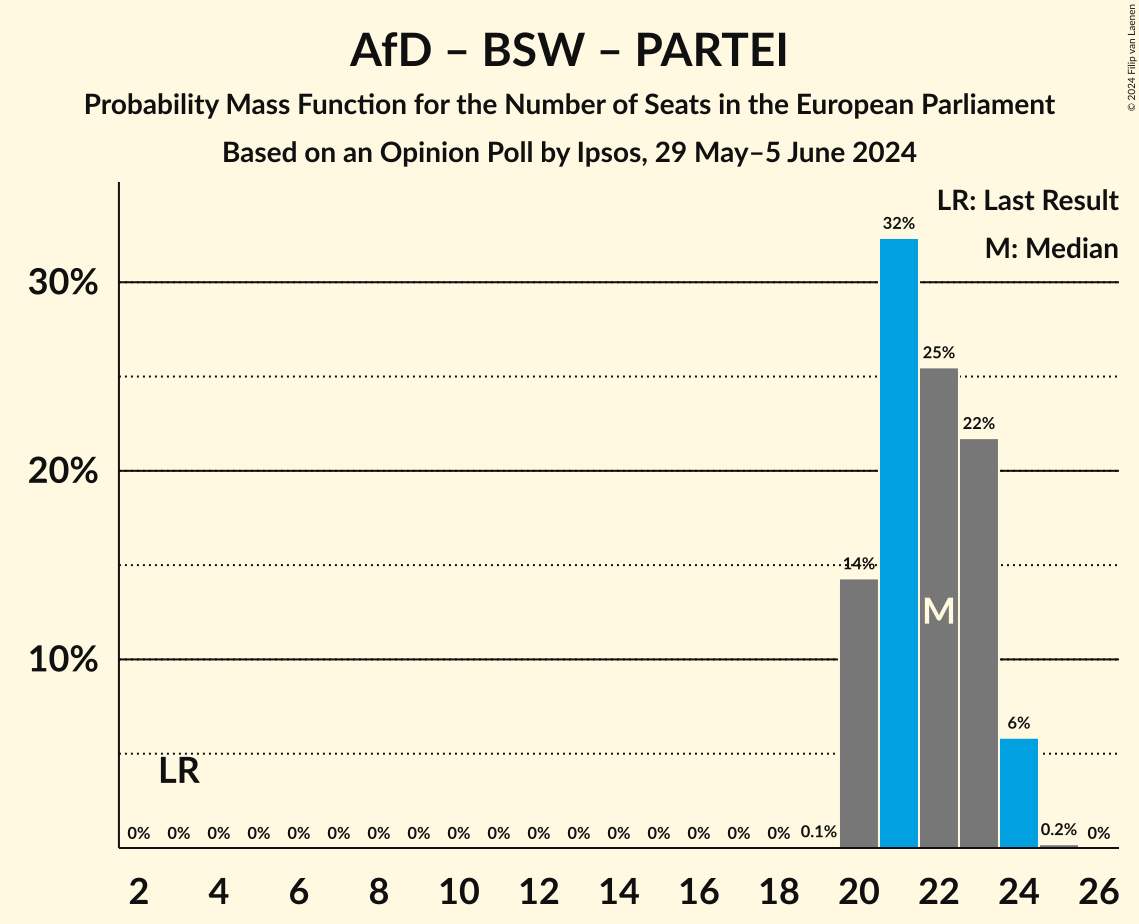 AfD – BSW – PARTEI
Probability Mass Function for the Number of Seats in the European Parliament
Based on an Opinion Poll by Ipsos, 29 May–5 June 2024
© 2024 Filip van Laenen
LR: Last Result
M: Median
32%
30%
25%
22%
20%
14%
M
10%
6%
LR
0% 0% 0% 0% 0% 0% 0% 0% 0% 0% 0% 0% 0% 0% 0% 0% 0% 0.1% 0.2% 0%
2 4 6 8 10 12 14 16 18 20 22 24 26